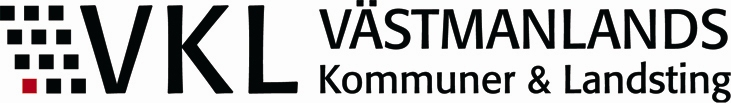 VKL
VÄSTMANLANDS
Kommuner & Landsting